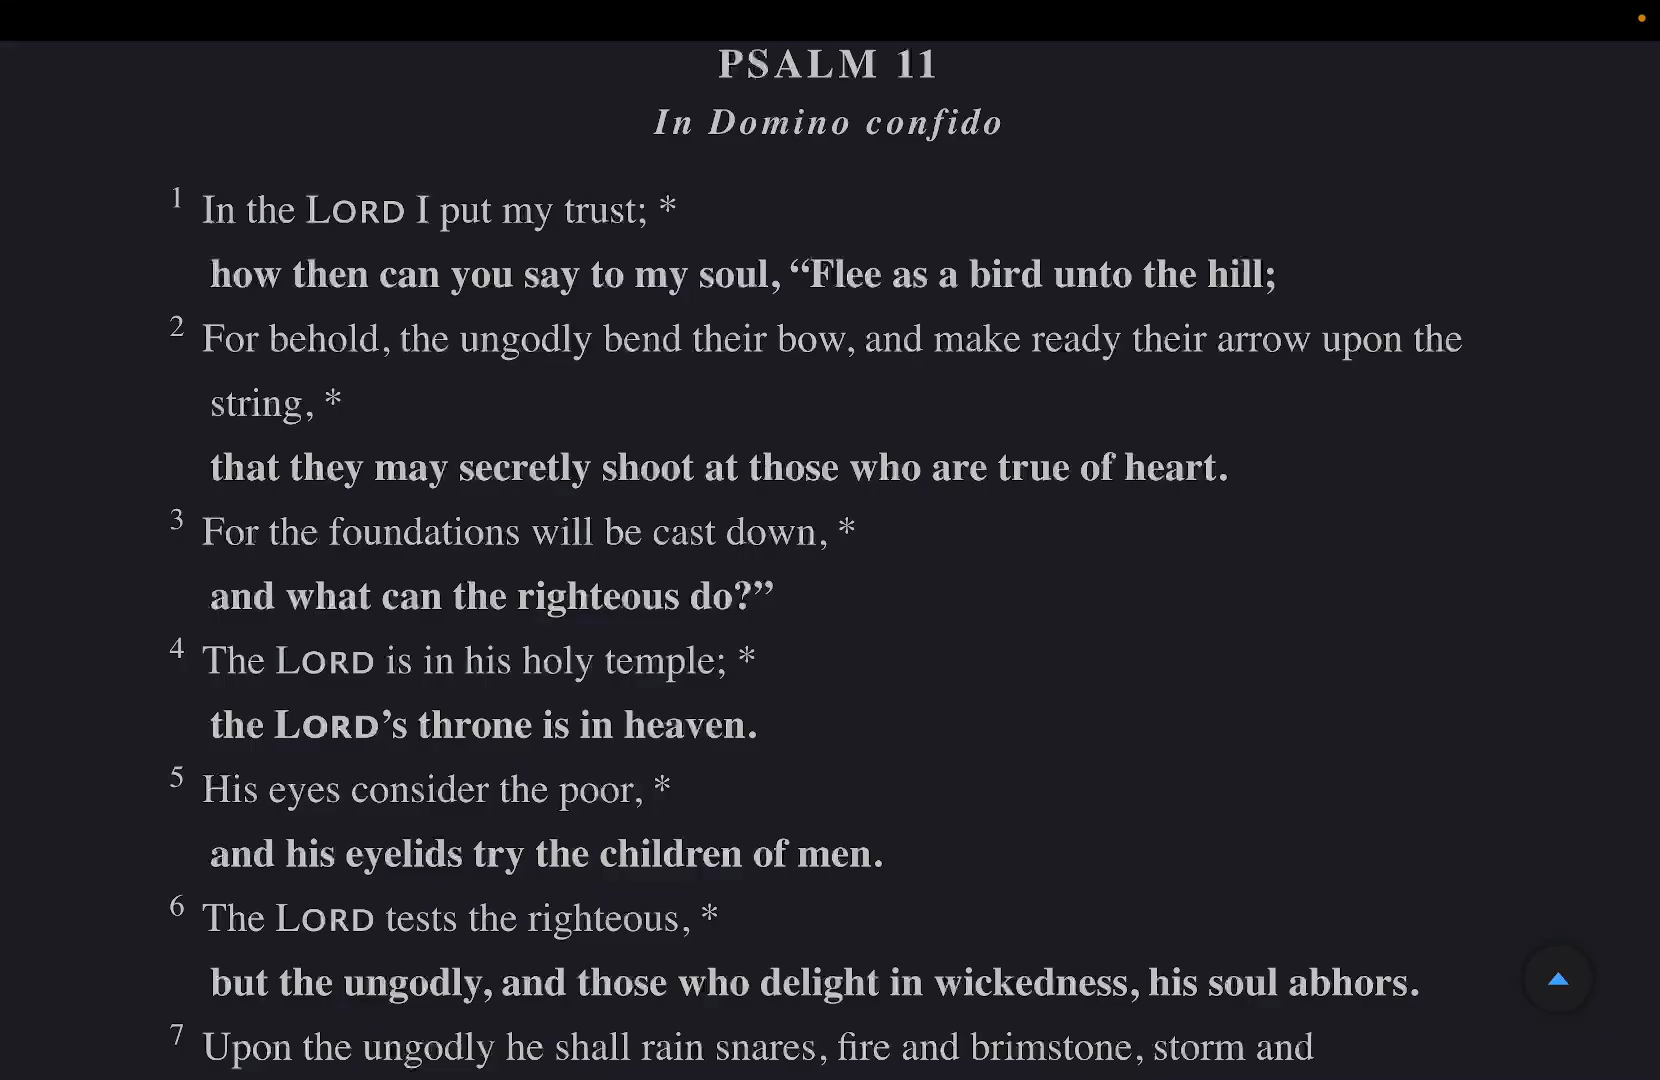 PSALM 11
In Domino confido
1 In the LORD I put my trust; *
how then can you say to my soul, “Flee as a bird unto the hill;
2 For behold, the ungodly bend their bow, and make ready their arrow upon the
string, *
that they may secretly shoot at those who are true of heart.
3 For the foundations will be cast down, *
and what can the righteous do?”
4 The LORD is in his holy temple; *
the LORD’s throne is in heaven.
5 His eyes consider the poor, *
and his eyelids try the children of men.
6 The LORD tests the righteous, *
but the ungodly, and those who delight in wickedness, his soul abhors.
7 Upon the ungodly he shall rain snares, fire and brimstone, storm and